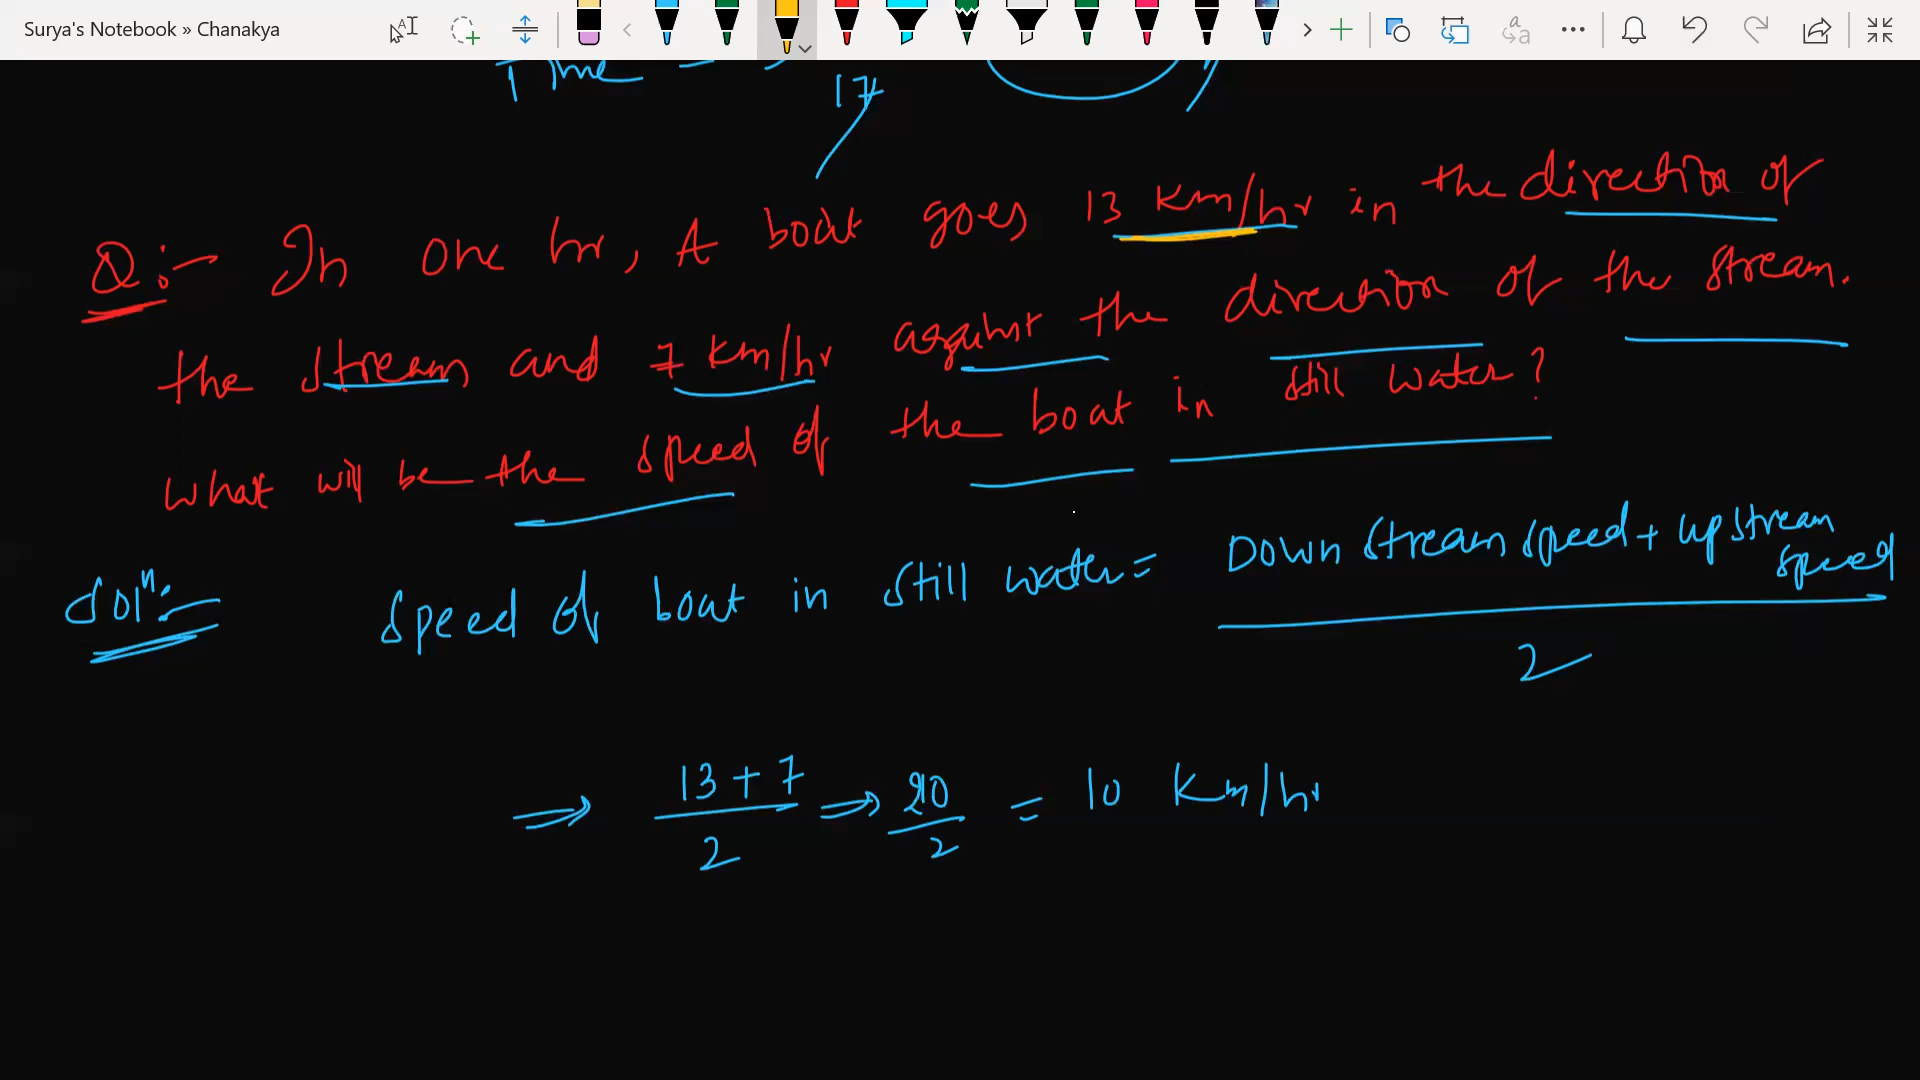 Surya's Notebook » Chanakya
Time =
17
Q:- In one hr, A boat goes 13 km/hr in the direction of
the stream and 7 km/hr against the direction of the stream.
what will be the speed of the boat in still water?
Solⁿ:- Speed of boat in still water = Down stream speed + upstream speed
2
⇒ 13 + 7 ⇒ 20 = 10 Km/hr
2 2